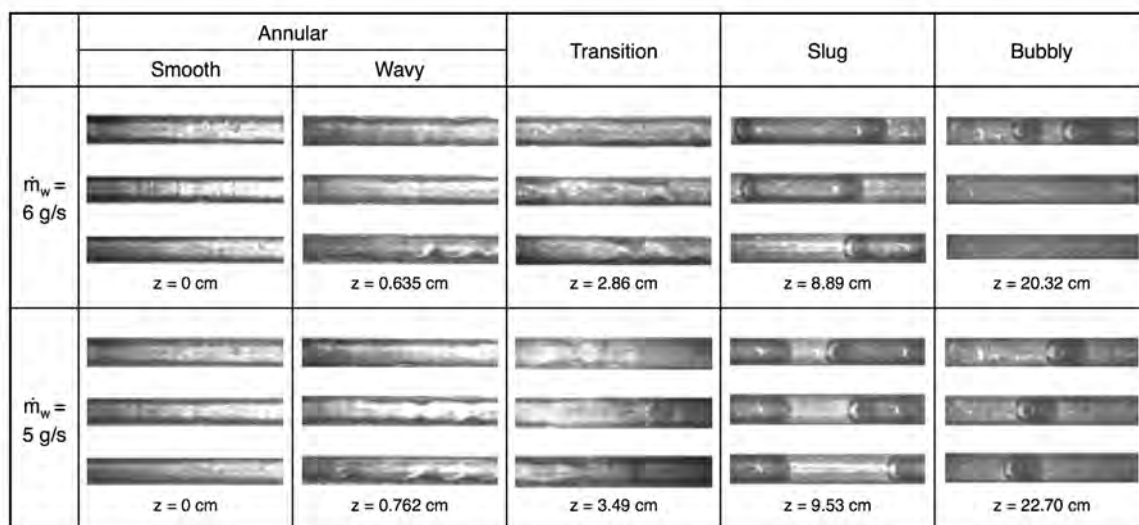 Annular
Transition
Slug
Bubbly
Smooth
Wavy
ṁw =
6 g/s
z = 0 cm
z = 0.635 cm
z = 2.86 cm
z = 8.89 cm
z = 20.32 cm
ṁw =
5 g/s
z = 0 cm
z = 0.762 cm
z = 3.49 cm
z = 9.53 cm
z = 22.70 cm